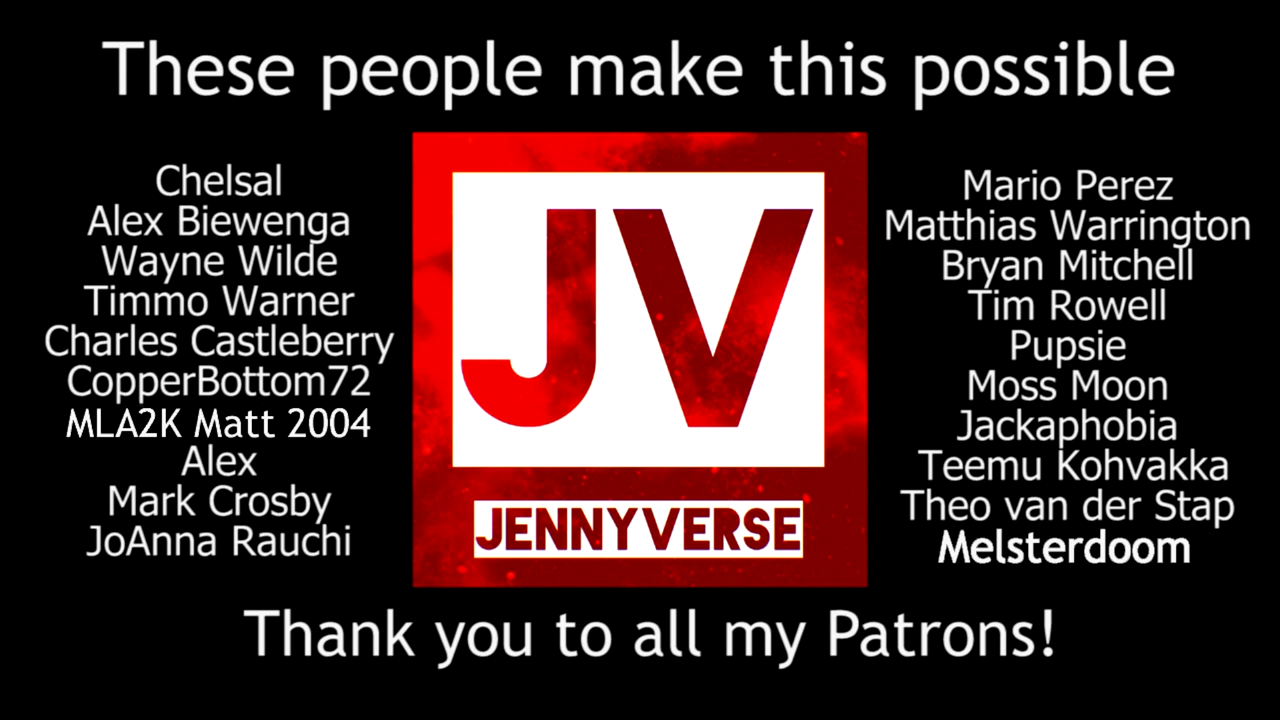 These people make this possible
Chelsal
Alex Biewenga
Wayne Wilde
Timmo Warner
Charles Castleberry
CopperBottom72
MLA2K Matt 2004
Alex
Mark Crosby
JoAnna Rauchi
JV
JENNYVERSE
Mario Perez
Matthias Warrington
Bryan Mitchell
Tim Rowell
Pupsie
Moss Moon
Jackaphobia
Teemu Kohvakka
Theo van der Stap
Melsterdoom
Thank you to all my Patrons!